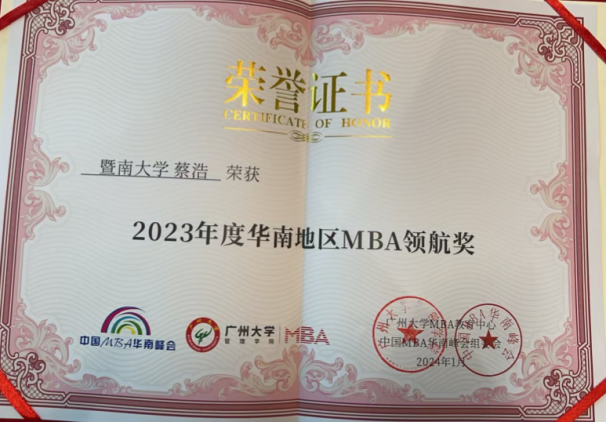 荣誉证书
CERTIFICATE OF HONOR
暨南大学 蔡浩 荣获
2023年度华南地区MBA领航奖
中国MBA华南峰会
广州大学
管理学院
MBA
广州大学MBA教育中心
中国MBA华南峰会组委会
2024年1月